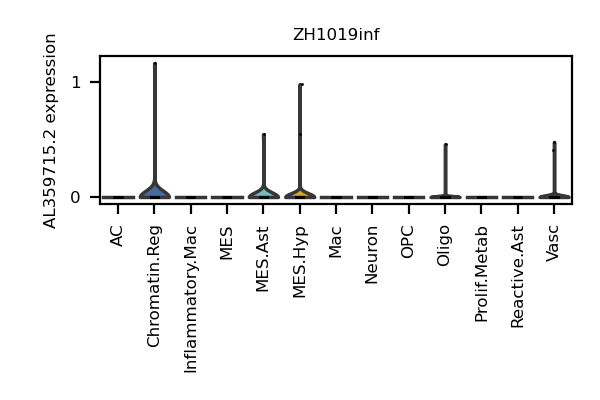 ZH1019inf
AL359715.2 expression
1
0
AC
Chromatin.Reg
Inflammatory.Mac
MES
MES.Ast
MES.Hyp
Mac
Neuron
OPC
Oligo
Prolif.Metab
Reactive.Ast
Vasc